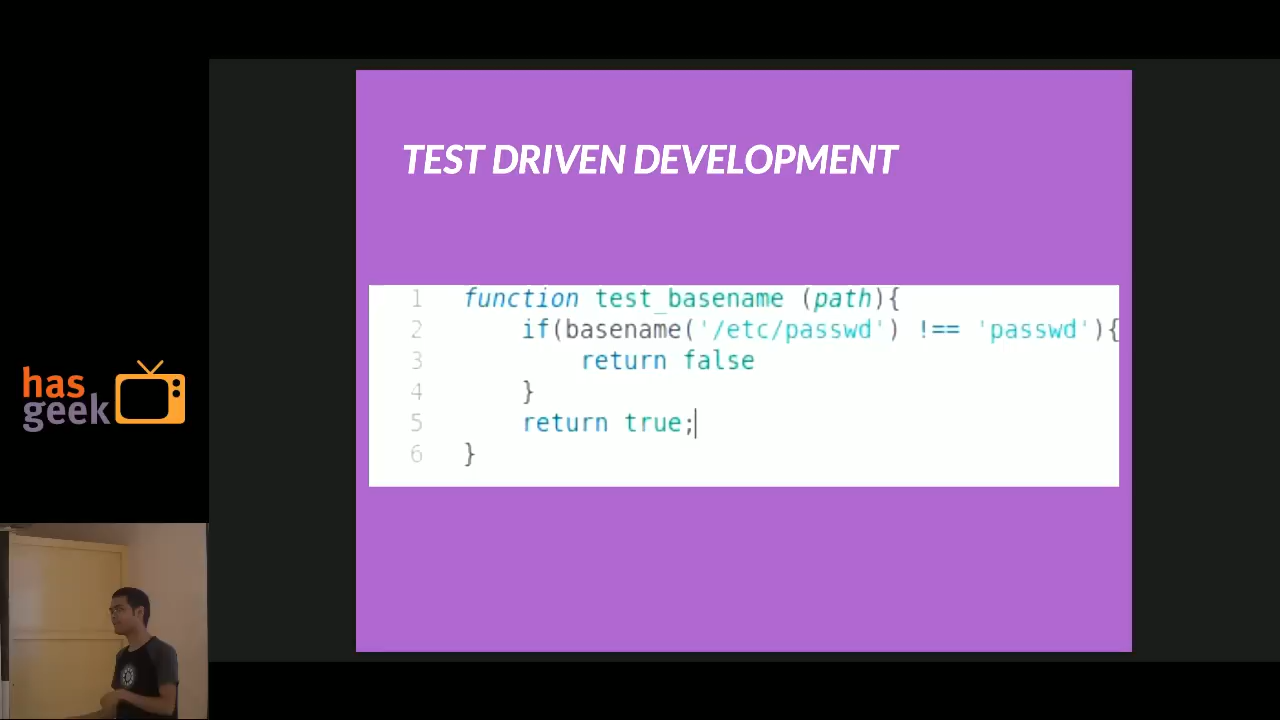 TEST DRIVEN DEVELOPMENT
1 function test_basename (path){
2 if(basename('/etc/passwd') !== 'passwd'){
3 return false
4 }
5 return true;
6 }
has
geek